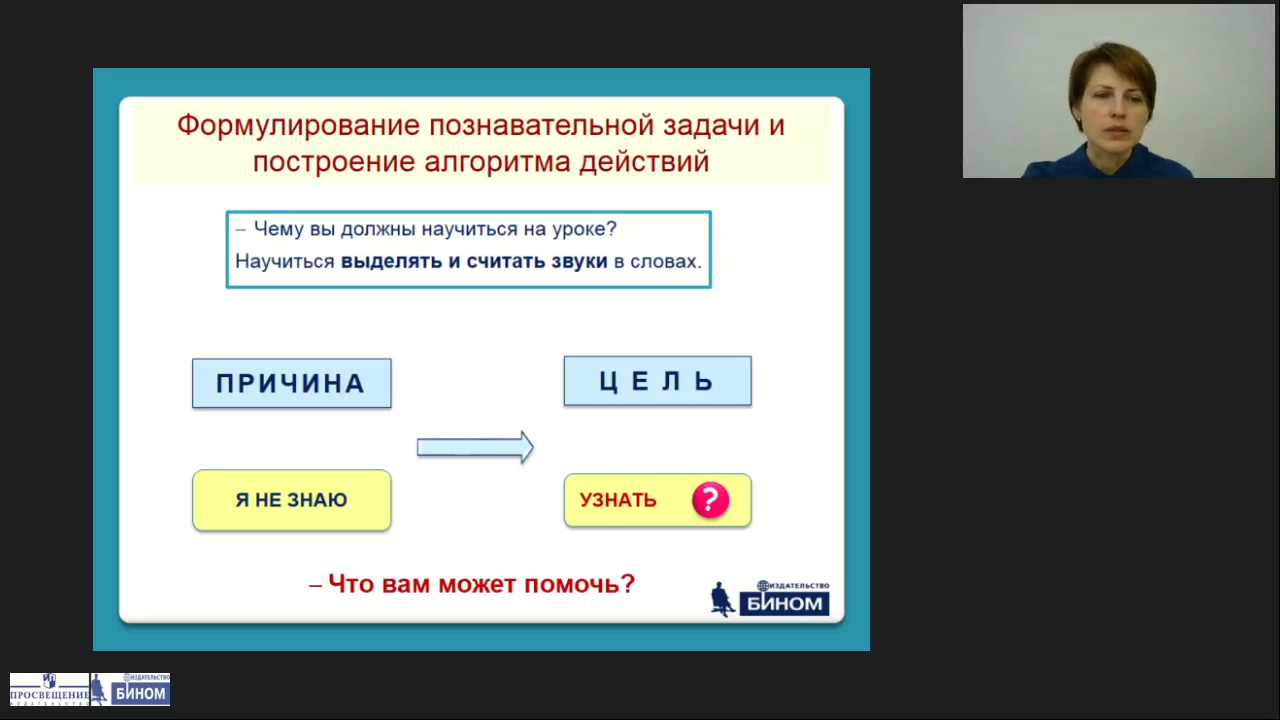 Формулирование познавательной задачи и
построение алгоритма действий
– Чему вы должны научиться на уроке?
Научиться выделять и считать звуки в словах.
ПРИЧИНА
Ц Е Л Ь
Я НЕ ЗНАЮ
УЗНАТЬ ?
– Что вам может помочь?
ИЗДАТЕЛЬСТВО
БИНОМ
ПРОСВЕЩЕНИЕ
ИЗДАТЕЛЬСТВО
ИЗДАТЕЛЬСТВО
БИНОМ